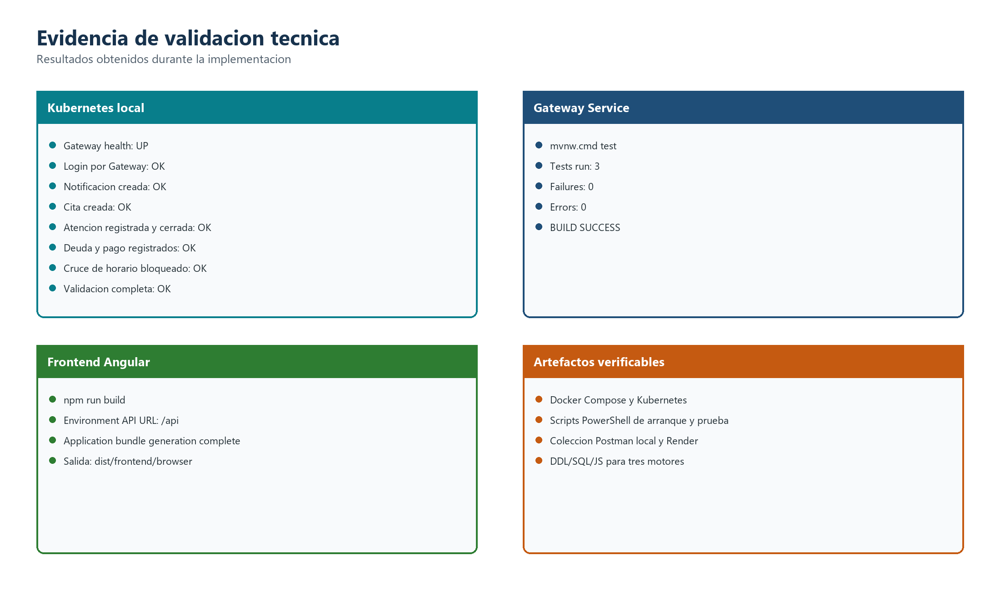 Evidencia de validacion tecnica
Resultados obtenidos durante la implementacion
Kubernetes local
Gateway health: UP
Login por Gateway: OK
Notificacion creada: OK
Cita creada: OK
Atencion registrada y cerrada: OK
Deuda y pago registrados: OK
Cruce de horario bloqueado: OK
Validacion completa: OK
Gateway Service
mvnw.cmd test
Tests run: 3
Failures: 0
Errors: 0
BUILD SUCCESS
Frontend Angular
npm run build
Environment API URL: /api
Application bundle generation complete
Salida: dist/frontend/browser
Artefactos verificables
Docker Compose y Kubernetes
Scripts PowerShell de arranque y prueba
Coleccion Postman local y Render
DDL/SQL/JS para tres motores